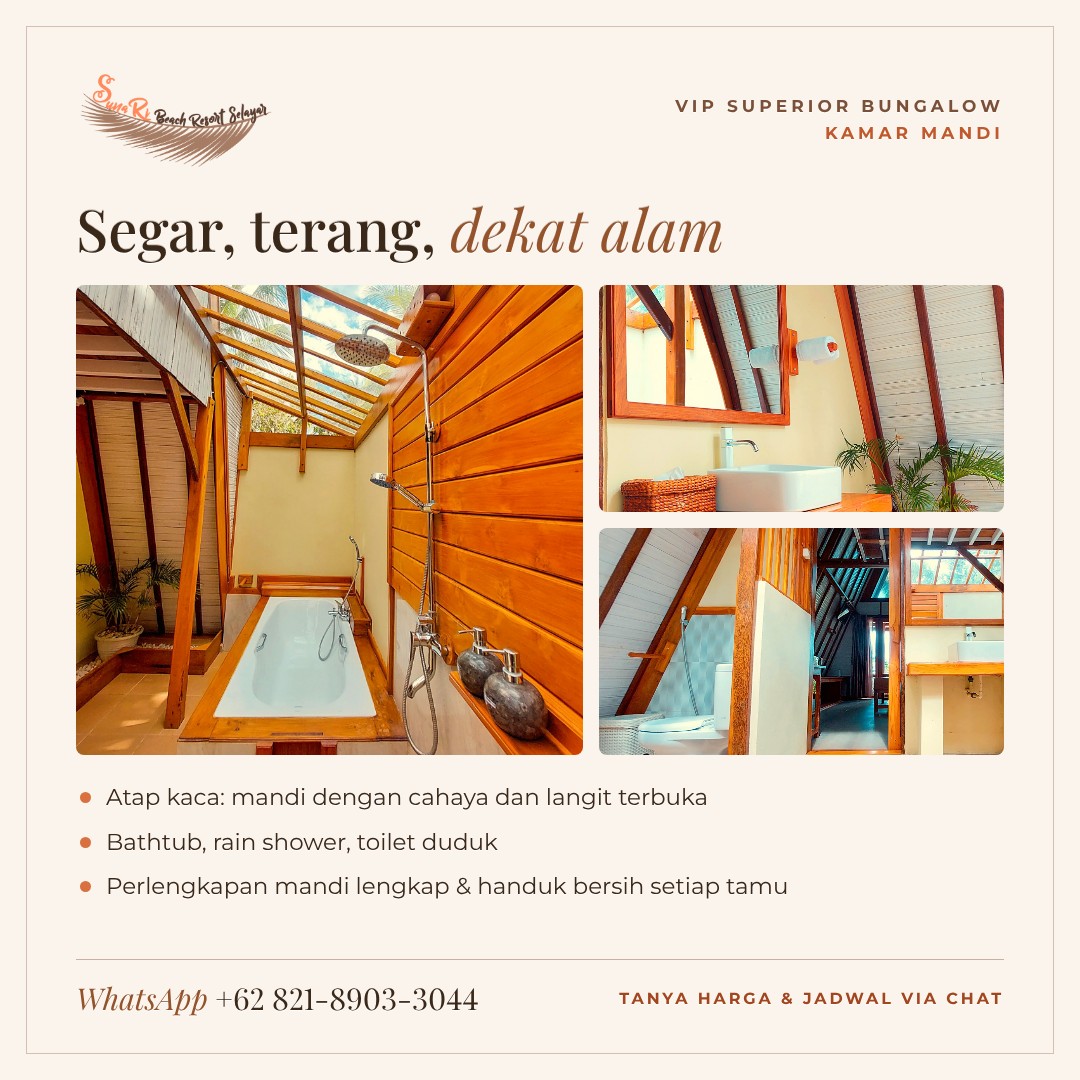 SunaRi Beach Resort Selayar
VIP SUPERIOR BUNGALOW
KAMAR MANDI
Segar, terang, dekat alam
Atap kaca: mandi dengan cahaya dan langit terbuka
Bathtub, rain shower, toilet duduk
Perlengkapan mandi lengkap & handuk bersih setiap tamu
WhatsApp +62 821-8903-3044
TANYA HARGA & JADWAL VIA CHAT